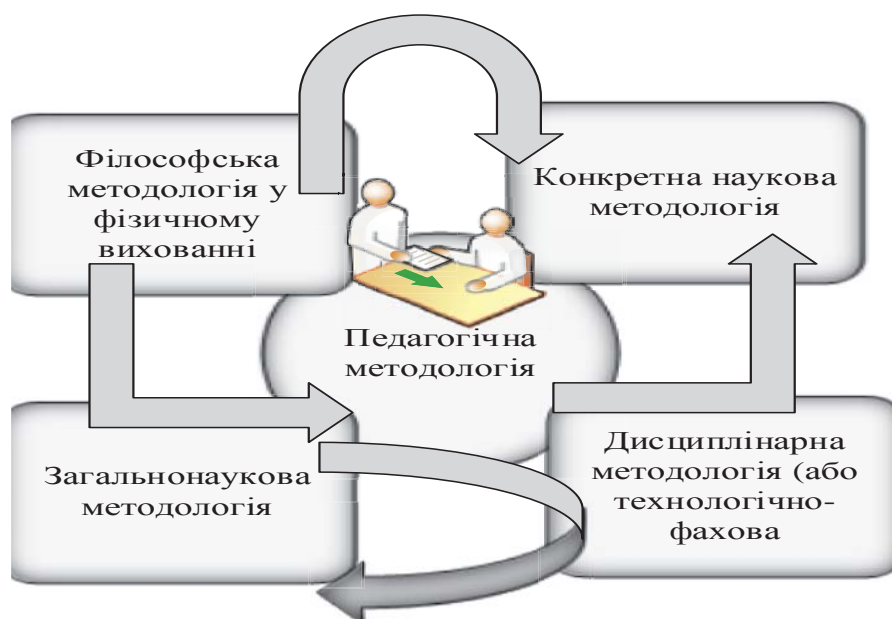 Філософська
методологія у
фізичному
вихованні
Конкретна наукова
методологія
Педагогічна
методологія
Загальнонаукова
методологія
Дисциплінарна
методологія (або
технологічно-
фахова